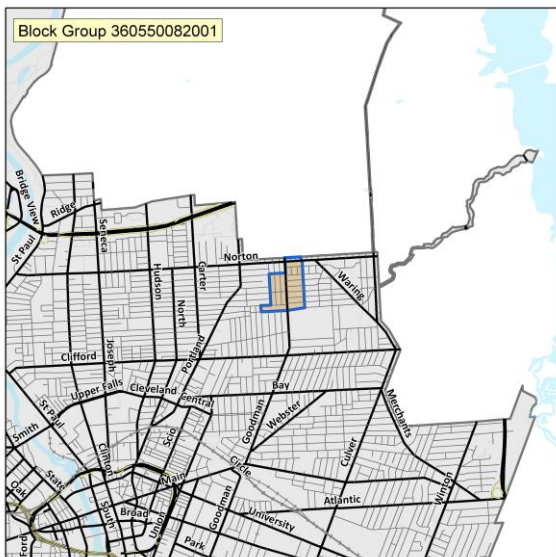 Block Group 360550082001
Bridge View
Ridge
Seneca
St Paul
Norton
Hudson
North
Carter
Waring
Portland
Joseph
Clifford
Upper Falls
Cleveland
Central
Bay
St Paul
Smith
Clinton
Scio
Goodman
Webster
Merchants
Culver
Circle
Winton
State
Oak
Main
Goodman
Atlantic
South
Broad
Union
University
Park
Ford